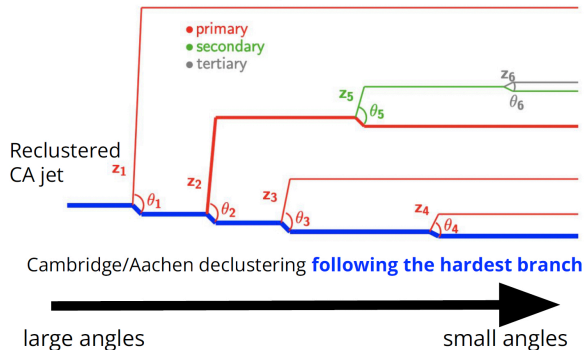 primary
secondary
tertiary
z₆
z₅
θ₅
θ₆
Reclustered
CA jet
z₁
z₂
z₃
z₄
θ₁
θ₂
θ₃
θ₄
Cambridge/Aachen declustering following the hardest branch
large angles
small angles